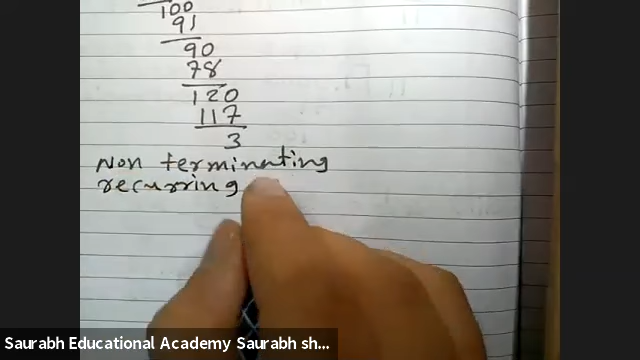 100
91
90
78
120
117
3
Non terminating
recurring
Saurabh Educational Academy Saurabh sh...